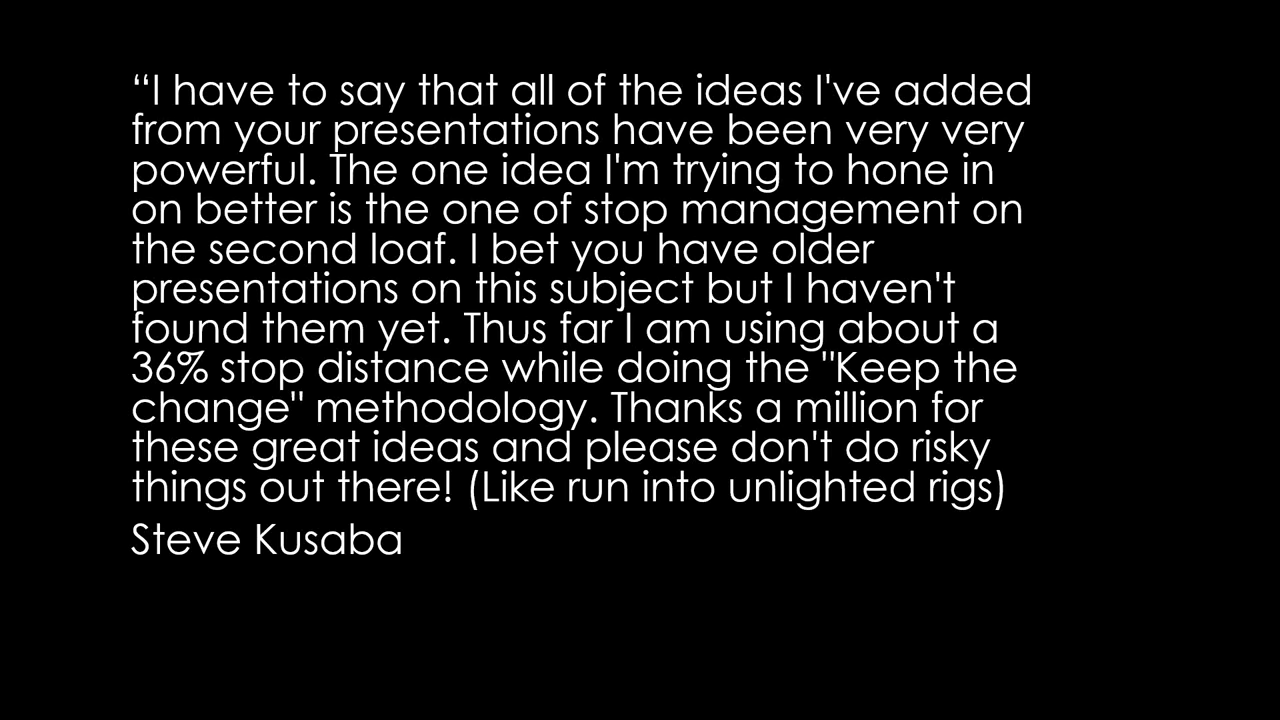 “I have to say that all of the ideas I've added
from your presentations have been very very
powerful. The one idea I'm trying to hone in
on better is the one of stop management on
the second loaf. I bet you have older
presentations on this subject but I haven't
found them yet. Thus far I am using about a
36% stop distance while doing the "Keep the
change" methodology. Thanks a million for
these great ideas and please don't do risky
things out there! (Like run into unlighted rigs)
Steve Kusaba